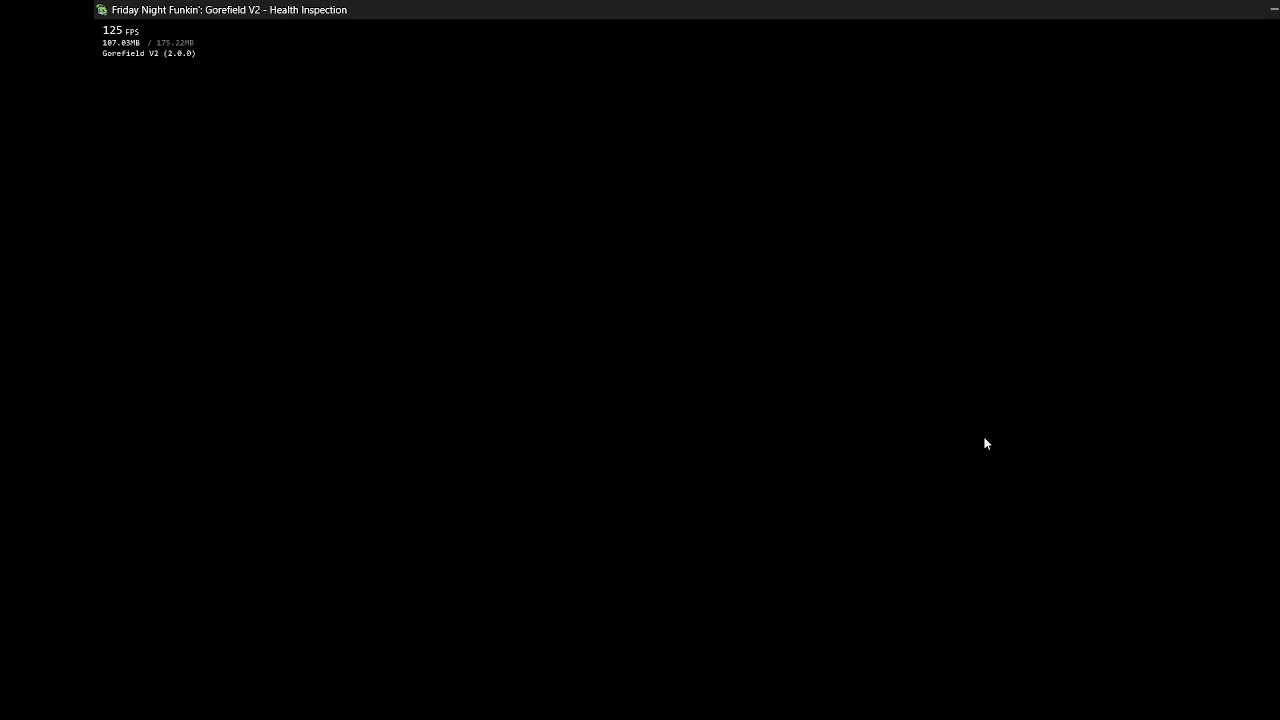 Friday Night Funkin': Gorefield V2 - Health Inspection
125 FPS
107.03MB / 175.22MB
Gorefield V2 (2.0.0)